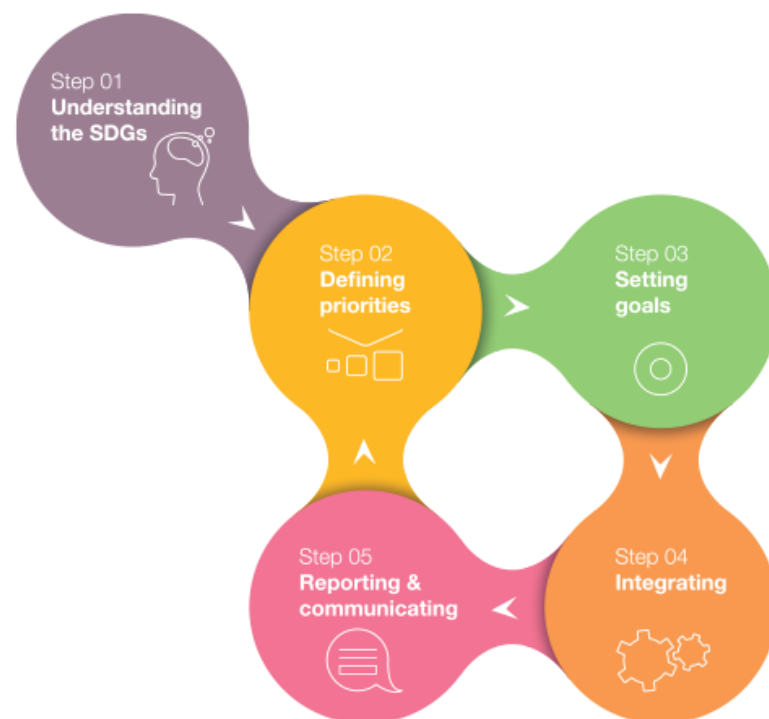 Step 01
Understanding
the SDGs
Step 02
Defining
priorities
Step 03
Setting
goals
Step 04
Integrating
Step 05
Reporting &
communicating